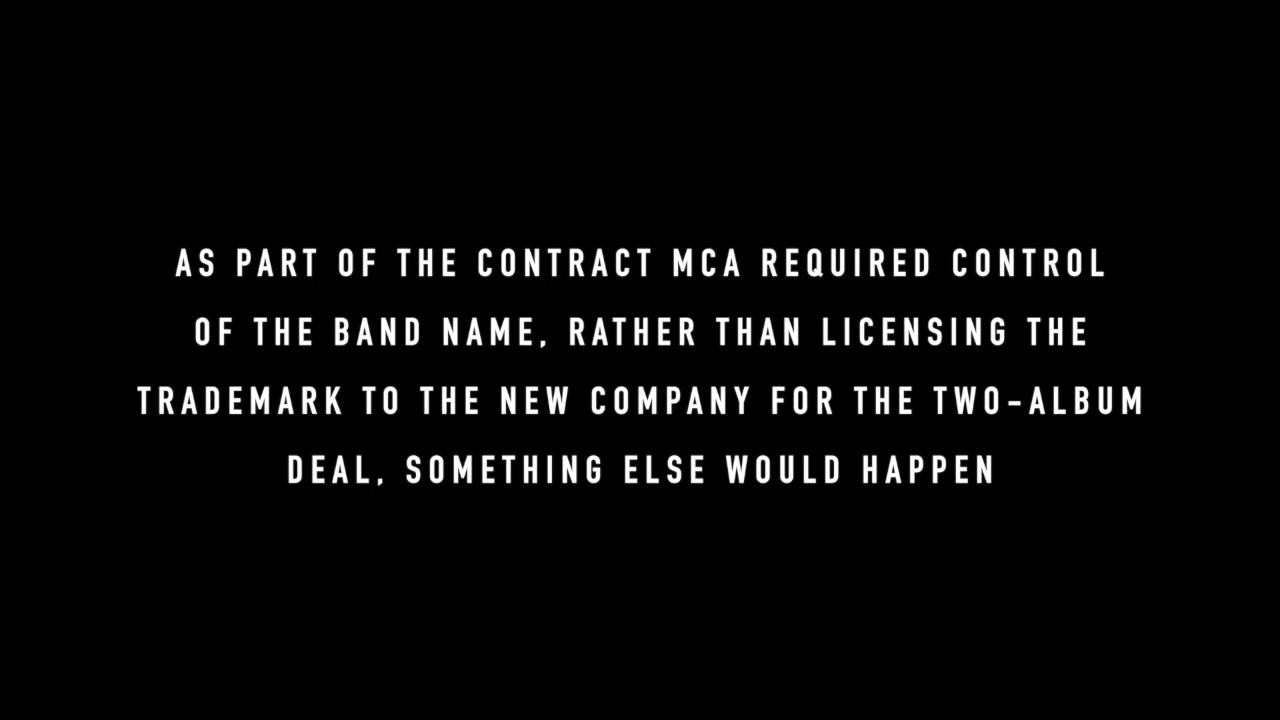 AS PART OF THE CONTRACT MCA REQUIRED CONTROL
OF THE BAND NAME, RATHER THAN LICENSING THE
TRADEMARK TO THE NEW COMPANY FOR THE TWO-ALBUM
DEAL, SOMETHING ELSE WOULD HAPPEN